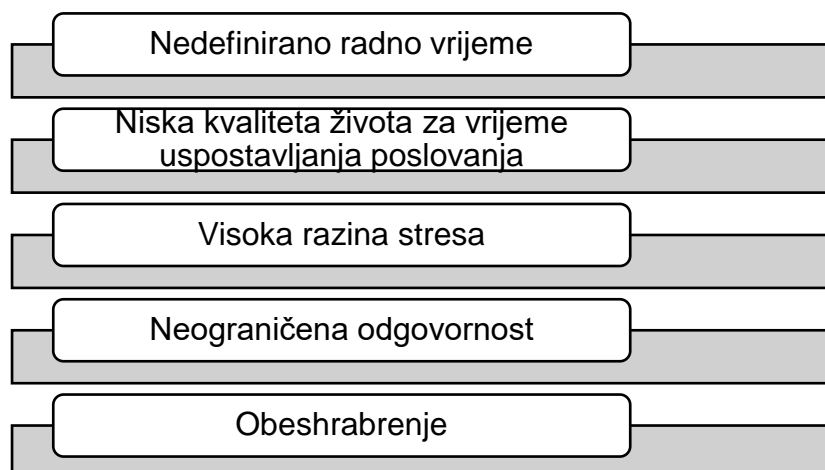 Nedefinirano radno vrijeme
Niska kvaliteta života za vrijeme
uspostavljanja poslovanja
Visoka razina stresa
Neograničena odgovornost
Obeshrabrenje